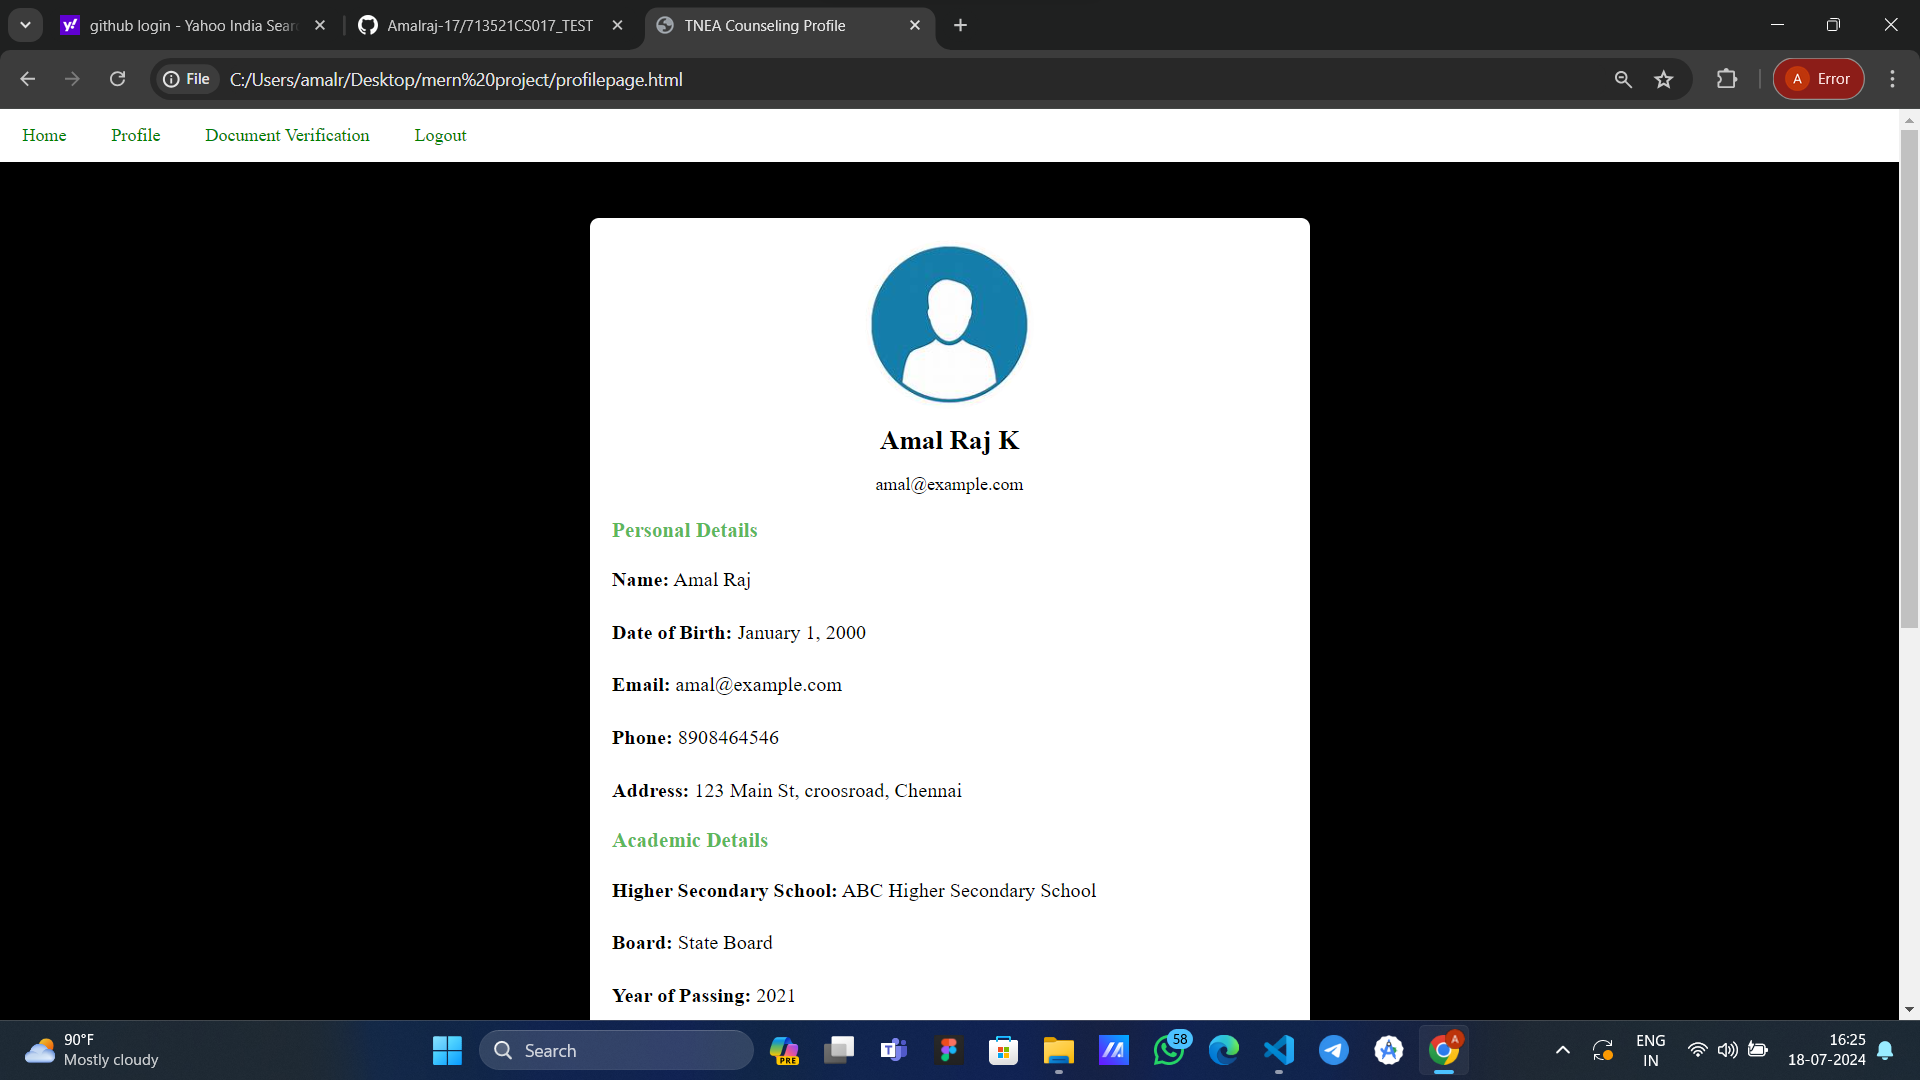 github login - Yahoo India Sear
Amalraj-17/713521CS017_TEST
TNEA Counseling Profile
File
C:/Users/amalr/Desktop/mern%20project/profilepage.html
A
Error
Home
Profile
Document Verification
Logout
Amal Raj K
amal@example.com
Personal Details
Name: Amal Raj
Date of Birth: January 1, 2000
Email: amal@example.com
Phone: 8908464546
Address: 123 Main St, croosroad, Chennai
Academic Details
Higher Secondary School: ABC Higher Secondary School
Board: State Board
Year of Passing: 2021
90°F
Mostly cloudy
Search
PRE
58
A
ENG
IN
16:25
18-07-2024